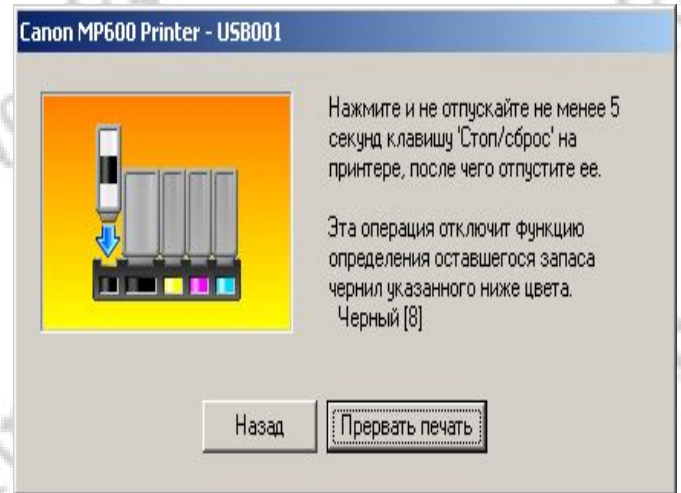 Canon MP600 Printer - USB001
Нажмите и не отпускайте не менее 5
секунд клавишу 'Стоп/сброс' на
принтере, после чего отпустите ее.
Эта операция отключит функцию
определения оставшегося запаса
чернил указанного ниже цвета.
Черный [8]
Назад
Прервать печать